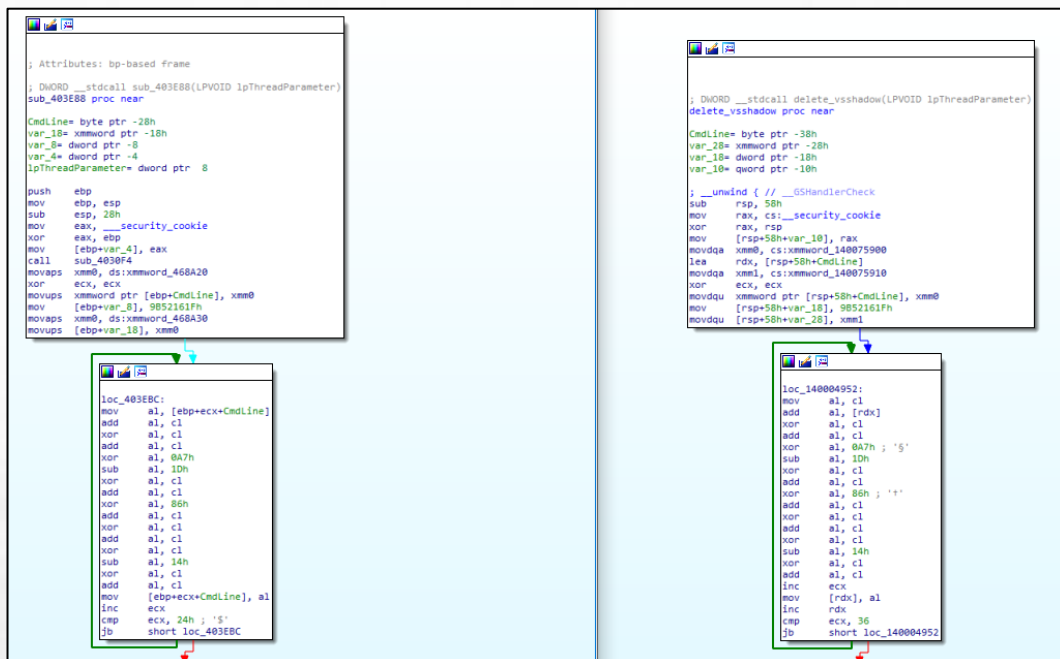 ; Attributes: bp-based frame
; DWORD __stdcall sub_403E88(LPVOID lpThreadParameter)
sub_403E88 proc near
CmdLine= byte ptr -28h
var_18= xmmword ptr -18h
var_8= dword ptr -8
var_4= dword ptr -4
lpThreadParameter= dword ptr  8
push ebp
mov ebp, esp
sub esp, 28h
mov eax, ___security_cookie
xor eax, ebp
mov [ebp+var_4], eax
call sub_4030F4
movaps xmm0, ds:xmmword_468A20
xor ecx, ecx
movups xmmword ptr [ebp+CmdLine], xmm0
mov [ebp+var_8], 9B52161Fh
movaps xmm0, ds:xmmword_468A30
movups [ebp+var_18], xmm0
loc_403EBC:
mov al, [ebp+ecx+CmdLine]
add al, cl
xor al, cl
add al, cl
xor al, 0A7h
sub al, 1Dh
xor al, cl
add al, cl
xor al, 86h
add al, cl
xor al, cl
add al, cl
xor al, cl
sub al, 14h
xor al, cl
add al, cl
mov [ebp+ecx+CmdLine], al
inc ecx
cmp ecx, 24h ; '$'
jb short loc_403EBC
; DWORD __stdcall delete_vsshadow(LPVOID lpThreadParameter)
delete_vsshadow proc near
CmdLine= byte ptr -38h
var_28= xmmword ptr -28h
var_18= dword ptr -18h
var_10= qword ptr -10h
; __unwind { // __GSHandlerCheck
sub rsp, 58h
mov rax, cs:__security_cookie
xor rax, rsp
mov [rsp+58h+var_10], rax
movdqa xmm0, cs:xmmword_140075900
lea rdx, [rsp+58h+CmdLine]
movdqa xmm1, cs:xmmword_140075910
xor ecx, ecx
movdqu xmmword ptr [rsp+58h+CmdLine], xmm0
mov [rsp+58h+var_18], 9B52161Fh
movdqu [rsp+58h+var_28], xmm1
loc_140004952:
mov al, cl
add al, [rdx]
xor al, cl
add al, cl
xor al, 0A7h ; '§'
sub al, 1Dh
xor al, cl
add al, cl
xor al, 86h ; '†'
add al, cl
xor al, cl
add al, cl
xor al, cl
sub al, 14h
xor al, cl
add al, cl
inc ecx
mov [rdx], al
inc rdx
cmp ecx, 36
jb short loc_140004952